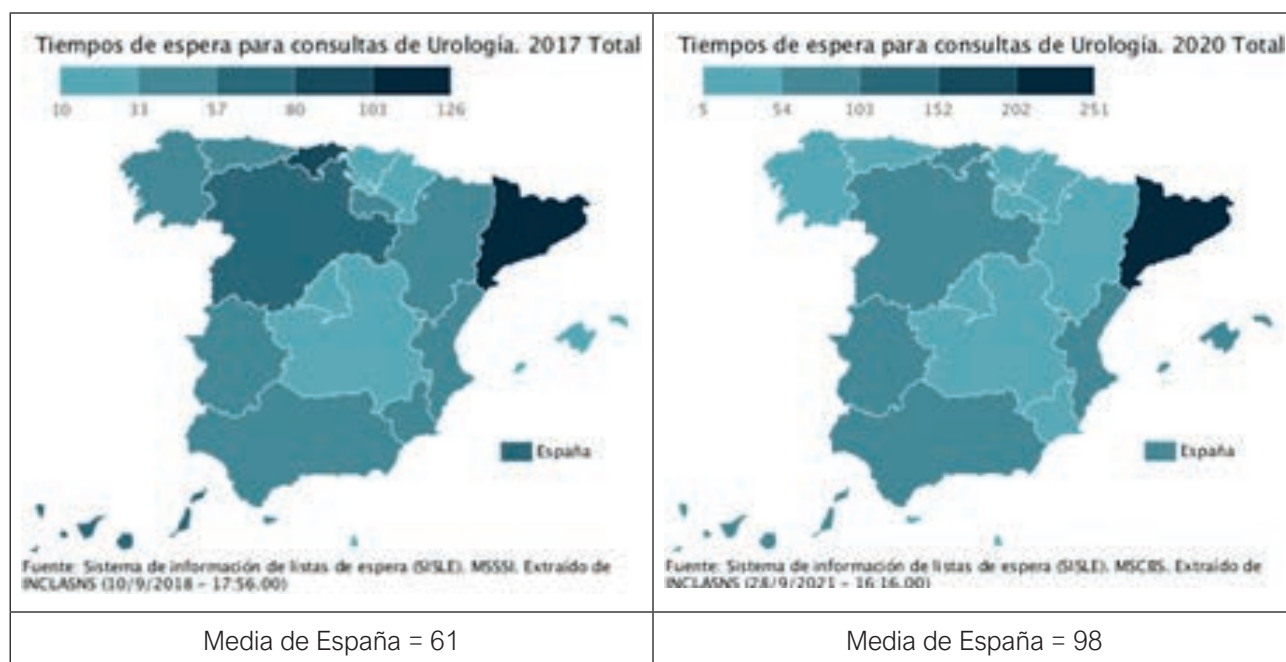 Tiempos de espera para consultas de Urología. 2017 Total
10 33 57 80 103 126
España
Fuente: Sistema de información de listas de espera (SISLE). MSSSI. Extraído de
INCLASNS (10/9/2018 - 17:56.00)
Media de España = 61
Tiempos de espera para consultas de Urología. 2020 Total
5 54 103 152 202 251
España
Fuente: Sistema de información de listas de espera (SISLE). MSCBS. Extraído de
INCLASNS (28/9/2021 - 16:16.00)
Media de España = 98